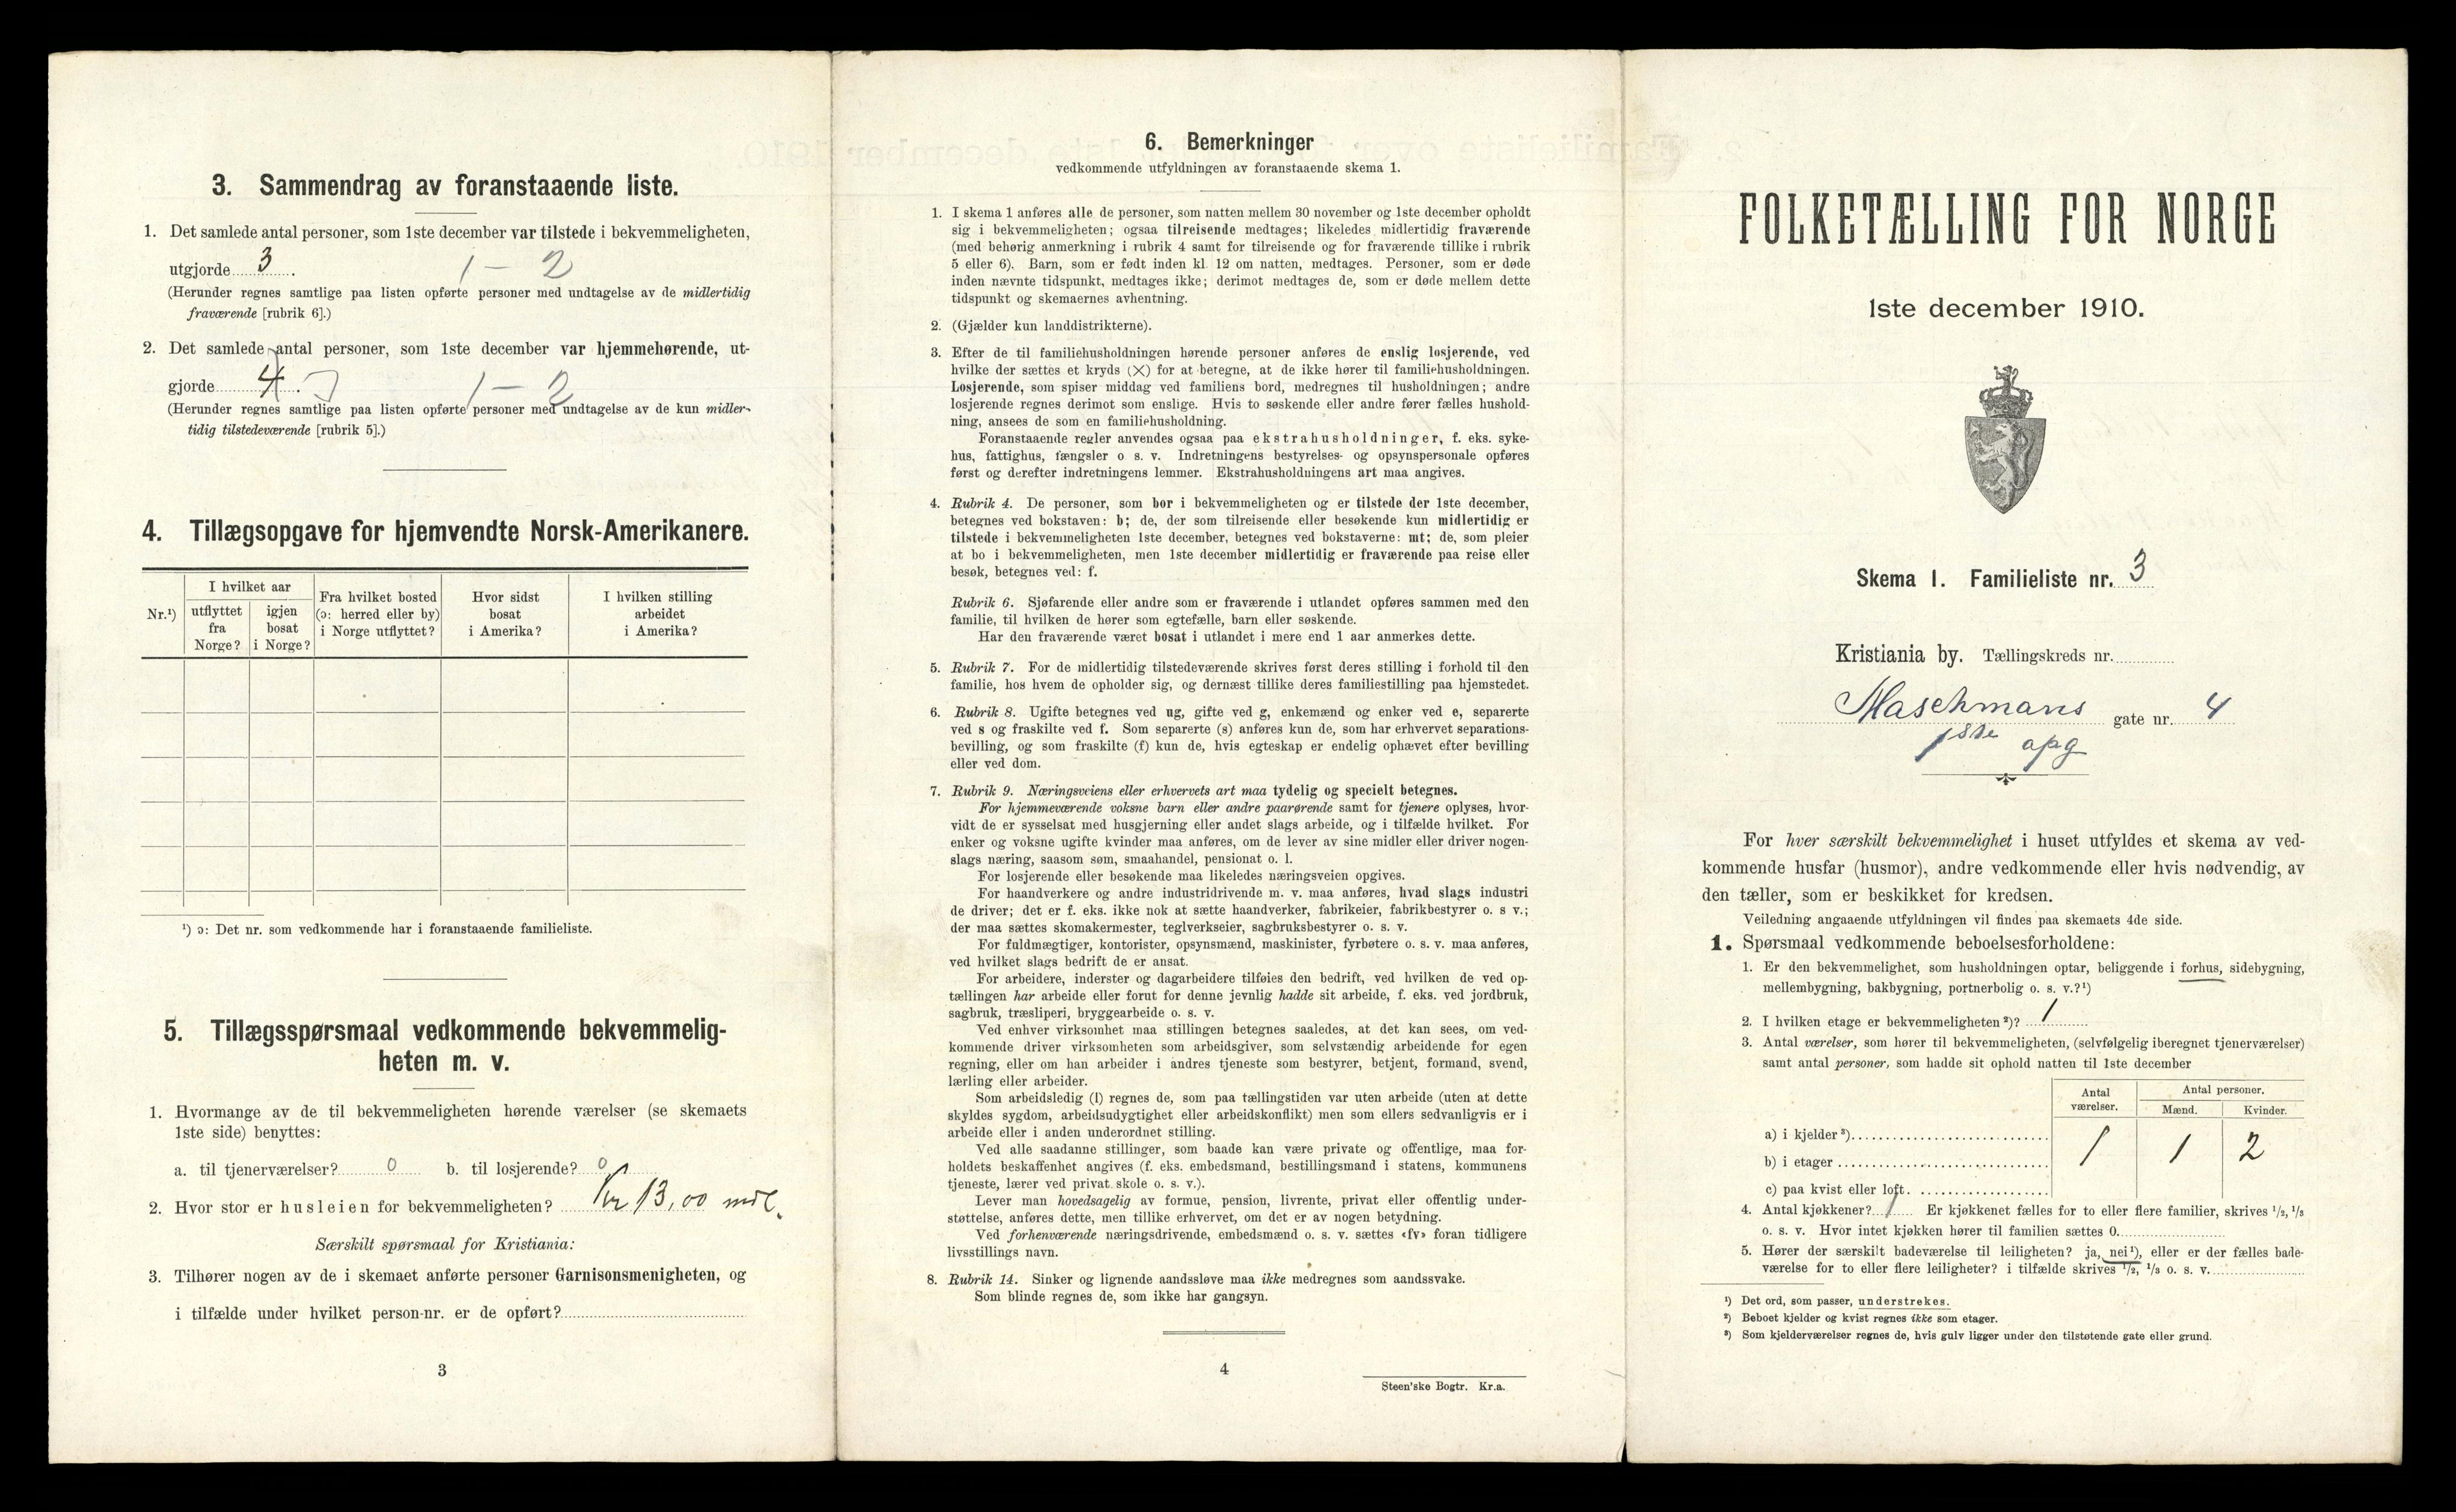 3. Sammendrag av foranstaaende liste.
1. Det samlede antal personer, som 1ste december var tilstede i bekvemmeligheten,
utgjorde 3. 1 — 2
(Herunder regnes samtlige paa listen opførte personer med undtagelse av de midlertidig
fraværende [rubrik 6].)
2. Det samlede antal personer, som 1ste december var hjemmehørende, ut-
gjorde 4. 3 1 — 2
(Herunder regnes samtlige paa listen opførte personer med undtagelse av de kun midler-
tidig tilstedeværende [rubrik 5].)
4. Tillægsopgave for hjemvendte Norsk-Amerikanere.
Nr.¹)
I hvilket aar
utflyttet fra Norge?
igjen bosat i Norge?
Fra hvilket bosted (ɔ: herred eller by) i Norge utflyttet?
Hvor sidst bosat i Amerika?
I hvilken stilling arbeidet i Amerika?
¹) ɔ: Det nr. som vedkommende har i foranstaaende familieliste.
5. Tillægsspørsmaal vedkommende bekvemmelig-
heten m. v.
1. Hvormange av de til bekvemmeligheten hørende værelser (se skemaets
1ste side) benyttes:
a. til tjenerværelser? 0 b. til losjerende? 0
2. Hvor stor er husleien for bekvemmeligheten? Kr 13,00 mdl.
Særskilt spørsmaal for Kristiania:
3. Tilhører nogen av de i skemaet anførte personer Garnisonsmenigheten, og
i tilfælde under hvilket person-nr. er de opført?
3
6. Bemerkninger
vedkommende utfyldningen av foranstaaende skema 1.
1. I skema 1 anføres alle de personer, som natten mellem 30 november og 1ste december opholdt
sig i bekvemmeligheten; ogsaa tilreisende medtages; likeledes midlertidig fraværende
(med behørig anmerkning i rubrik 4 samt for tilreisende og for fraværende tillike i rubrik
5 eller 6). Barn, som er født inden kl. 12 om natten, medtages. Personer, som er døde
inden nævnte tidspunkt, medtages ikke; derimot medtages de, som er døde mellem dette
tidspunkt og skemaernes avhentning.
2. (Gjælder kun landdistrikterne).
3. Efter de til familiehusholdningen hørende personer anføres de enslig losjerende, ved
hvilke der sættes et kryds (×) for at betegne, at de ikke hører til familiehusholdningen.
Losjerende, som spiser middag ved familiens bord, medregnes til husholdningen; andre
losjerende regnes derimot som enslige. Hvis to søskende eller andre fører fælles hushold-
ning, ansees de som en familiehusholdning.
Foranstaaende regler anvendes ogsaa paa ekstrahusholdninger, f. eks. syke-
hus, fattighus, fængsler o s. v. Indretningens bestyrelses- og opsynspersonale opføres
først og derefter indretningens lemmer. Ekstrahusholdningens art maa angives.
4. Rubrik 4. De personer, som bor i bekvemmeligheten og er tilstede der 1ste december,
betegnes ved bokstaven: b; de, der som tilreisende eller besøkende kun midlertidig er
tilstede i bekvemmeligheten 1ste december, betegnes ved bokstaverne: mt; de, som pleier
at bo i bekvemmeligheten, men 1ste december midlertidig er fraværende paa reise eller
besøk, betegnes ved: f.
Rubrik 6. Sjøfarende eller andre som er fraværende i utlandet opføres sammen med den
familie, til hvilken de hører som egtefælle, barn eller søskende.
Har den fraværende været bosat i utlandet i mere end 1 aar anmerkes dette.
5. Rubrik 7. For de midlertidig tilstedeværende skrives først deres stilling i forhold til den
familie, hos hvem de opholder sig, og dernæst tillike deres familiestilling paa hjemstedet.
6. Rubrik 8. Ugifte betegnes ved ug, gifte ved g, enkemænd og enker ved e, separerte
ved s og fraskilte ved f. Som separerte (s) anføres kun de, som har erhvervet separations-
bevilling, og som fraskilte (f) kun de, hvis egteskap er endelig ophævet efter bevilling
eller ved dom.
7. Rubrik 9. Næringsveiens eller erhvervets art maa tydelig og specielt betegnes.
For hjemmeværende voksne barn eller andre paarørende samt for tjenere oplyses, hvor-
vidt de er sysselsat med husgjerning eller andet slags arbeide, og i tilfælde hvilket. For
enker og voksne ugifte kvinder maa anføres, om de lever av sine midler eller driver nogen-
slags næring, saasom søm, smaahandel, pensionat o. l.
For losjerende eller besøkende maa likeledes næringsveien opgives.
For haandverkere og andre industridrivende m. v. maa anføres, hvad slags industri
de driver; det er f. eks. ikke nok at sætte haandverker, fabrikeier, fabrikbestyrer o. s v.;
der maa sættes skomakermester, teglverkseier, sagbruksbestyrer o. s. v.
For fuldmægtiger, kontorister, opsynsmænd, maskinister, fyrbøtere o. s. v. maa anføres,
ved hvilket slags bedrift de er ansat.
For arbeidere, inderster og dagarbeidere tilføies den bedrift, ved hvilken de ved op-
tællingen har arbeide eller forut for denne jevnlig hadde sit arbeide, f. eks. ved jordbruk,
sagbruk, træsliperi, bryggearbeide o. s. v.
Ved enhver virksomhet maa stillingen betegnes saaledes, at det kan sees, om ved-
kommende driver virksomheten som arbeidsgiver, som selvstændig arbeidende for egen
regning, eller om han arbeider i andres tjeneste som bestyrer, betjent, formand, svend,
lærling eller arbeider.
Som arbeidsledig (l) regnes de, som paa tællingstiden var uten arbeide (uten at dette
skyldes sygdom, arbeidsudygtighet eller arbeidskonflikt) men som ellers sedvanligvis er i
arbeide eller i anden underordnet stilling.
Ved alle saadanne stillinger, som baade kan være private og offentlige, maa for-
holdets beskaffenhet angives (f. eks. embedsmand, bestillingsmand i statens, kommunens
tjeneste, lærer ved privat skole o. s. v.).
Lever man hovedsagelig av formue, pension, livrente, privat eller offentlig under-
støttelse, anføres dette, men tillike erhvervet, om det er av nogen betydning.
Ved forhenværende næringsdrivende, embedsmænd o. s. v. sættes «fv» foran tidligere
livsstillings navn.
8. Rubrik 14. Sinker og lignende aandssløve maa ikke medregnes som aandssvake.
Som blinde regnes de, som ikke har gangsyn.
4
Steen'ske Bogtr. Kr.a.
FOLKETÆLLING FOR NORGE
1ste december 1910.
Skema 1. Familieliste nr. 3
Kristiania by. Tællingskreds nr.
Maschmans gate nr. 4
1ste opg
For hver særskilt bekvemmelighet i huset utfyldes et skema av ved-
kommende husfar (husmor), andre vedkommende eller hvis nødvendig, av
den tæller, som er beskikket for kredsen.
Veiledning angaaende utfyldningen vil findes paa skemaets 4de side.
1. Spørsmaal vedkommende beboelsesforholdene:
1. Er den bekvemmelighet, som husholdningen optar, beliggende i forhus, sidebygning,
mellembygning, bakbygning, portnerbolig o. s. v.?¹)
2. I hvilken etage er bekvemmeligheten²)? 1
3. Antal værelser, som hører til bekvemmeligheten, (selvfølgelig iberegnet tjenerværelser)
samt antal personer, som hadde sit ophold natten til 1ste december
Antal værelser.
Antal personer.
Mænd. Kvinder.
a) i kjelder³)
b) i etager 1 1 2
c) paa kvist eller loft.
4. Antal kjøkkener? 1 Er kjøkkenet fælles for to eller flere familier, skrives ¹/₂, ¹/₃
o. s. v. Hvor intet kjøkken hører til familien sættes 0.
5. Hører der særskilt badeværelse til leiligheten? ja, nei¹), eller er der fælles bade-
værelse for to eller flere leiligheter? i tilfælde skrives ¹/₂, ¹/₃ o. s. v.
¹) Det ord, som passer, understrekes.
²) Beboet kjelder og kvist regnes ikke som etager.
³) Som kjelderværelser regnes de, hvis gulv ligger under den tilstøtende gate eller grund.